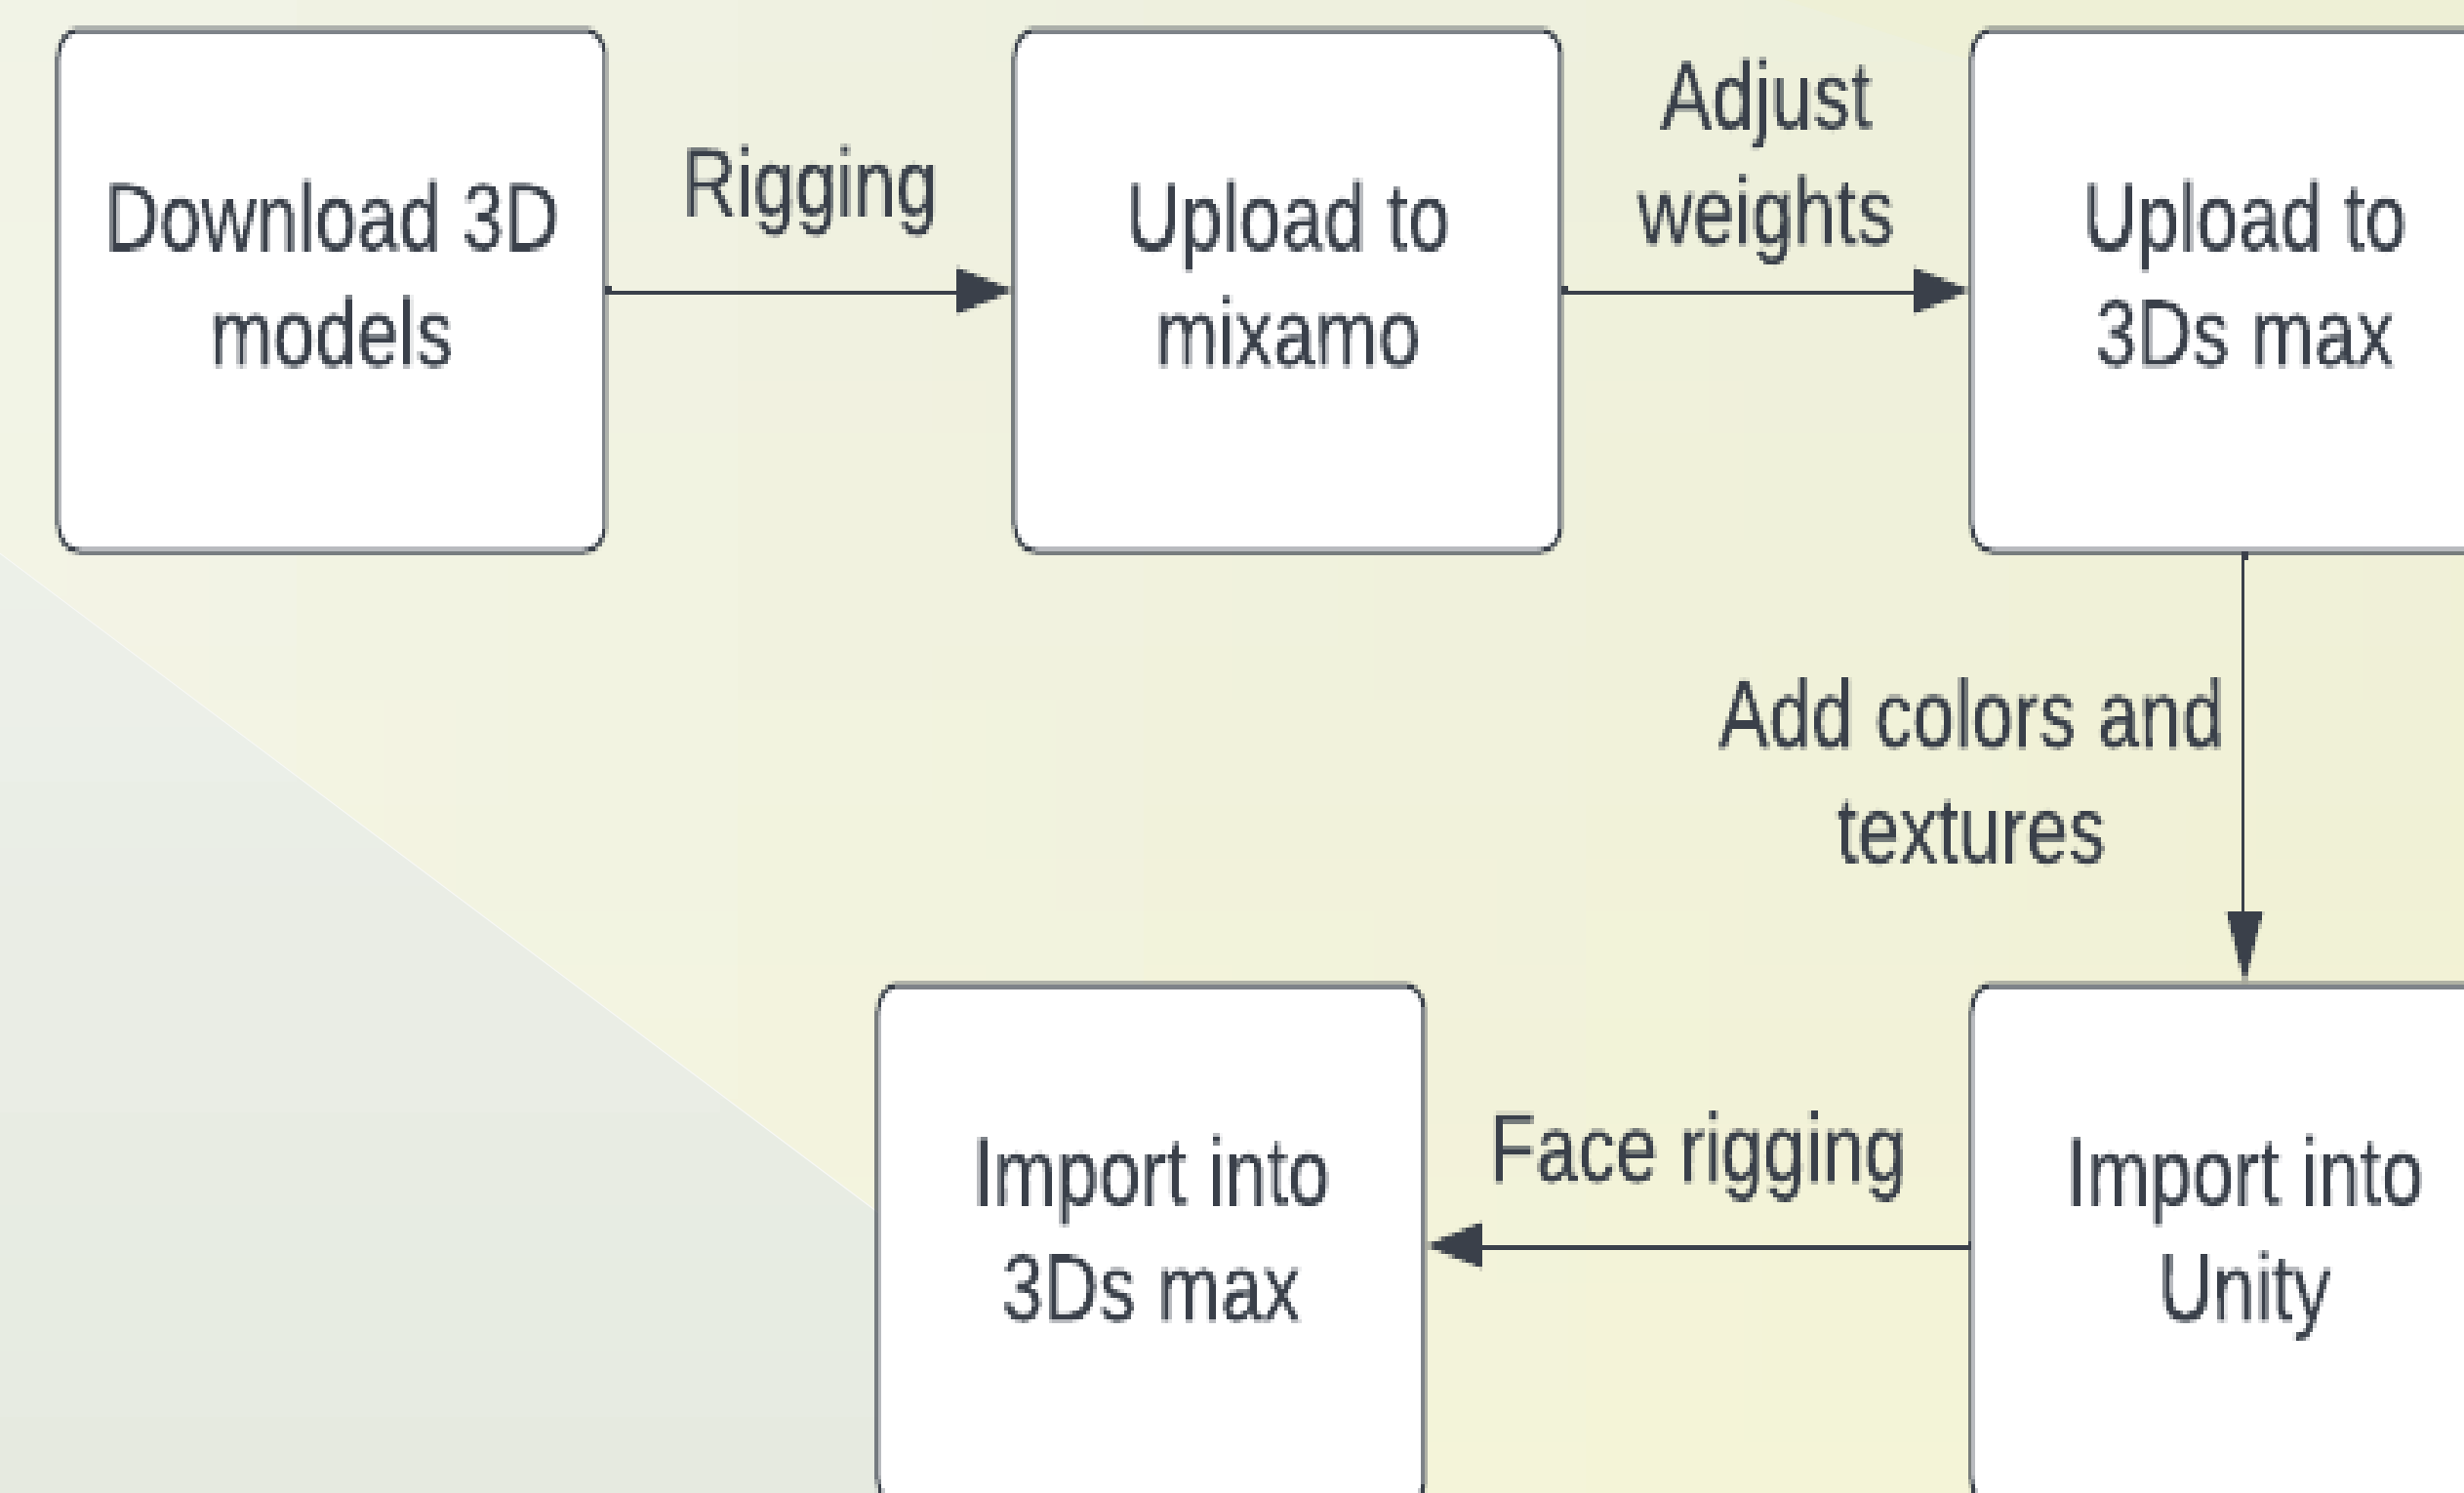 Download 3D
models
Rigging
Upload to
mixamo
Adjust
weights
Upload to
3Ds max
Add colors and
textures
Import into
Unity
Face rigging
Import into
3Ds max